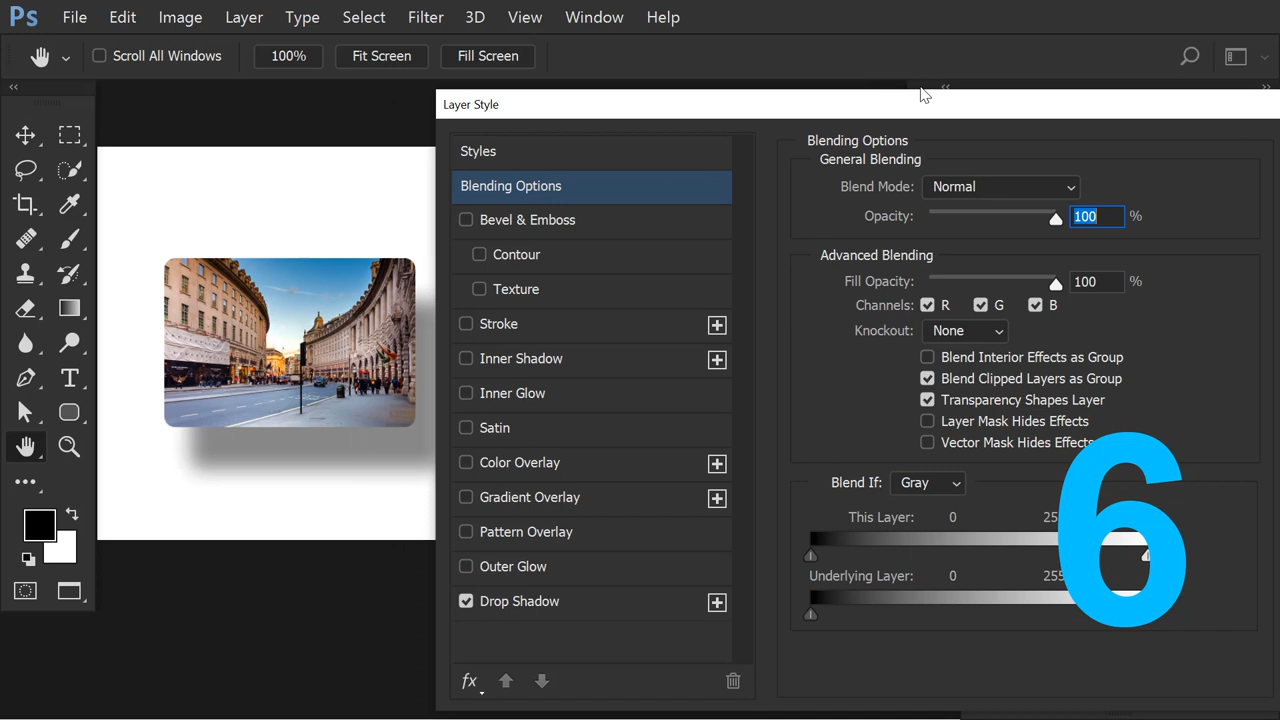 Ps File Edit Image Layer Type Select Filter 3D View Window Help
Scroll All Windows 100% Fit Screen Fill Screen
Layer Style
Styles
Blending Options
Bevel & Emboss
Contour
Texture
Stroke
Inner Shadow
Inner Glow
Satin
Color Overlay
Gradient Overlay
Pattern Overlay
Outer Glow
Drop Shadow
fx
Blending Options
General Blending
Blend Mode: Normal
Opacity: 100 %
Advanced Blending
Fill Opacity: 100 %
Channels: R G B
Knockout: None
Blend Interior Effects as Group
Blend Clipped Layers as Group
Transparency Shapes Layer
Layer Mask Hides Effects
Vector Mask Hides Effects
Blend If: Gray
This Layer: 0
Underlying Layer: 0 255
6